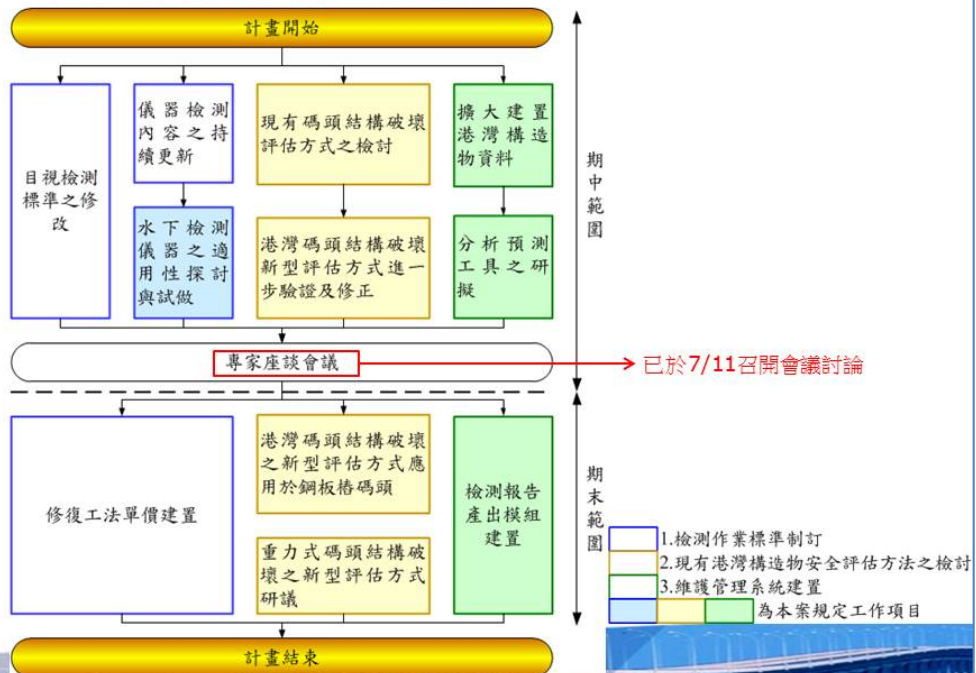 計畫開始
目視檢測
標準之修
改
儀器檢測
內容之持
續更新
現有碼頭結構破壞
評估方式之檢討
擴大建置
港灣構造
物資料
水下檢測
儀器之適
用性探討
與試做
港灣碼頭結構破壞
新型評估方式進一
步驗證及修正
分析預測
工具之研
擬
期中範圍
專家座談會議
已於7/11召開會議討論
修復工法單價建置
港灣碼頭結構破壞
之新型評估方式應
用於鋼板樁碼頭
重力式碼頭結構破
壞之新型評估方式
研議
檢測報告
產出模組
建置
期末範圍
1.檢測作業標準制訂
2.現有港灣構造物安全評估方法之檢討
3.維護管理系統建置
為本案規定工作項目
計畫結束